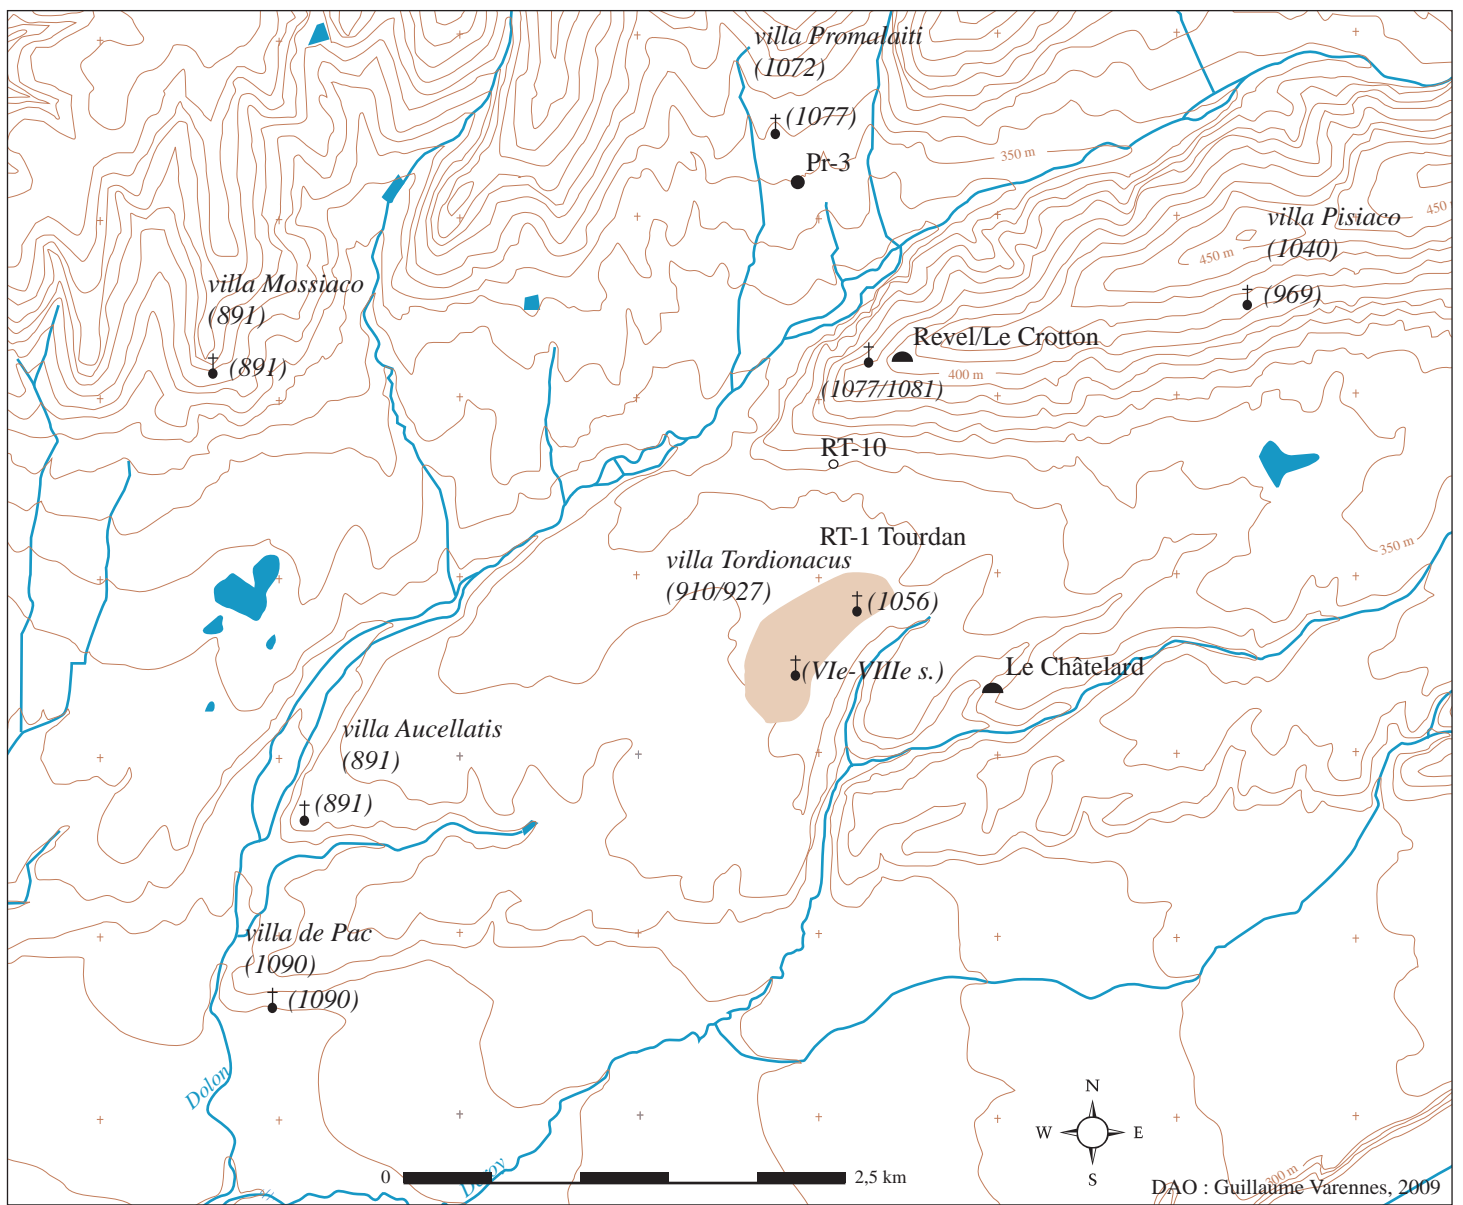 villa Promalaiti
(1072)
(1077)
Pr-3
350 m
villa Pisiaco
(1040)
450
450 m
(969)
villa Mossiaco
(891)
(891)
Revel/Le Crotton
400 m
(1077/1081)
RT-10
RT-1 Tourdan
villa Tordionacus
(910/927)
350 m
(1056)
(VIe-VIIIe s.)
Le Châtelard
villa Aucellatis
(891)
(891)
villa de Pac
(1090)
(1090)
Dolon
N
W E
S
0 2,5 km
300 m
DAO : Guillaume Varennes, 2009